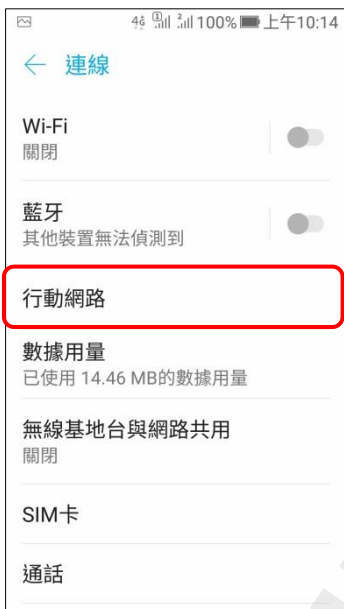 4G 1 2 100% 上午10:14
← 連線
Wi-Fi
關閉
藍牙
其他裝置無法偵測到
行動網路
數據用量
已使用 14.46 MB的數據用量
無線基地台與網路共用
關閉
SIM卡
通話